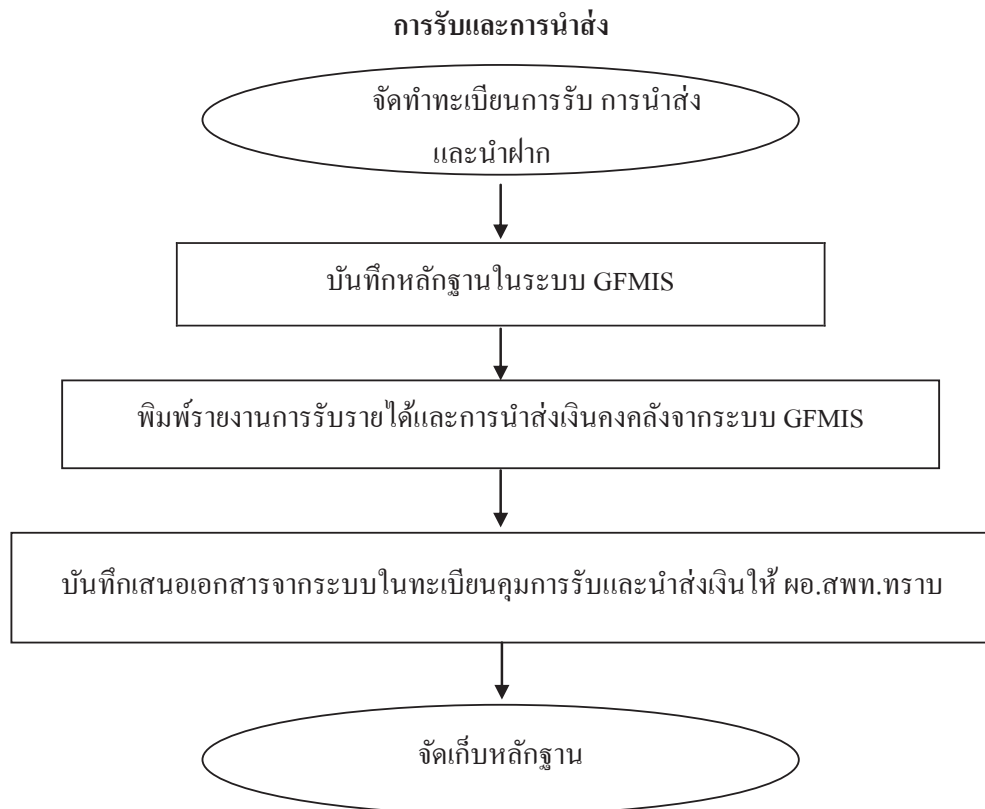 การรับและการนำส่ง
จัดทำทะเบียนการรับ การนำส่ง
และนำฝาก
บันทึกหลักฐานในระบบ GFMIS
พิมพ์รายงานการรับรายได้และการนำส่งเงินคงคลังจากระบบ GFMIS
บันทึกเสนอเอกสารจากระบบในทะเบียนคุมการรับและนำส่งเงินให้ ผอ.สพท.ทราบ
จัดเก็บหลักฐาน